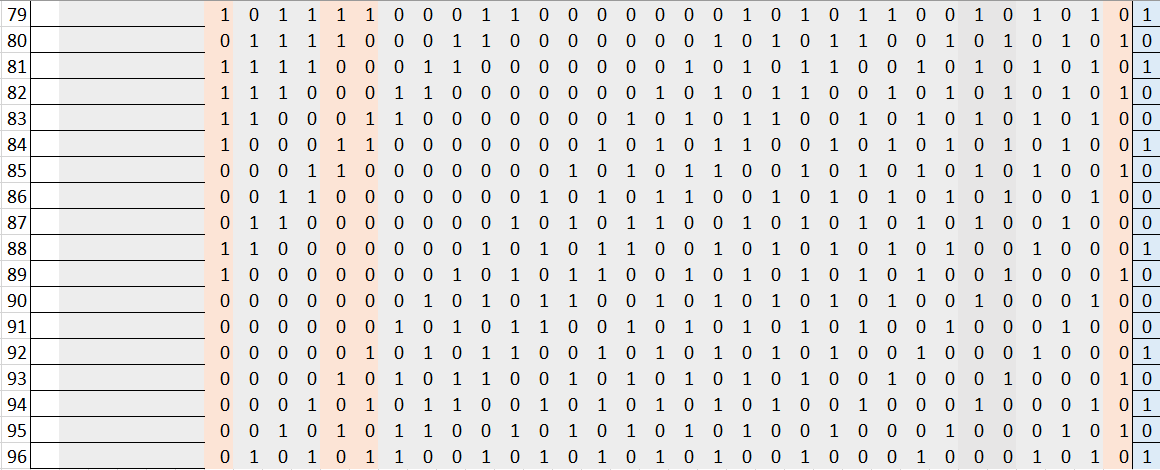 79 1 0 1 1 1 1 0 0 0 1 1 0 0 0 0 0 0 0 1 0 1 0 1 1 0 0 1 0 1 0 1 0 1
80 0 1 1 1 1 0 0 0 1 1 0 0 0 0 0 0 0 1 0 1 0 1 1 0 0 1 0 1 0 1 0 1 0
81 1 1 1 1 0 0 0 1 1 0 0 0 0 0 0 0 1 0 1 0 1 1 0 0 1 0 1 0 1 0 1 0 1
82 1 1 1 0 0 0 1 1 0 0 0 0 0 0 0 1 0 1 0 1 1 0 0 1 0 1 0 1 0 1 0 1 0
83 1 1 0 0 0 1 1 0 0 0 0 0 0 0 1 0 1 0 1 1 0 0 1 0 1 0 1 0 1 0 1 0 0
84 1 0 0 0 1 1 0 0 0 0 0 0 0 1 0 1 0 1 1 0 0 1 0 1 0 1 0 1 0 1 0 0 1
85 0 0 0 1 1 0 0 0 0 0 0 0 1 0 1 0 1 1 0 0 1 0 1 0 1 0 1 0 1 0 0 1 0
86 0 0 1 1 0 0 0 0 0 0 0 1 0 1 0 1 1 0 0 1 0 1 0 1 0 1 0 1 0 0 1 0 0
87 0 1 1 0 0 0 0 0 0 0 1 0 1 0 1 1 0 0 1 0 1 0 1 0 1 0 1 0 0 1 0 0 0
88 1 1 0 0 0 0 0 0 0 1 0 1 0 1 1 0 0 1 0 1 0 1 0 1 0 1 0 0 1 0 0 0 1
89 1 0 0 0 0 0 0 0 1 0 1 0 1 1 0 0 1 0 1 0 1 0 1 0 1 0 0 1 0 0 0 1 0
90 0 0 0 0 0 0 0 1 0 1 0 1 1 0 0 1 0 1 0 1 0 1 0 1 0 0 1 0 0 0 1 0 0
91 0 0 0 0 0 0 1 0 1 0 1 1 0 0 1 0 1 0 1 0 1 0 1 0 0 1 0 0 0 1 0 0 0
92 0 0 0 0 0 1 0 1 0 1 1 0 0 1 0 1 0 1 0 1 0 1 0 0 1 0 0 0 1 0 0 0 1
93 0 0 0 0 1 0 1 0 1 1 0 0 1 0 1 0 1 0 1 0 1 0 0 1 0 0 0 1 0 0 0 1 0
94 0 0 0 1 0 1 0 1 1 0 0 1 0 1 0 1 0 1 0 1 0 0 1 0 0 0 1 0 0 0 1 0 1
95 0 0 1 0 1 0 1 1 0 0 1 0 1 0 1 0 1 0 1 0 0 1 0 0 0 1 0 0 0 1 0 1 0
96 0 1 0 1 0 1 1 0 0 1 0 1 0 1 0 1 0 1 0 0 1 0 0 0 1 0 0 0 1 0 1 0 1